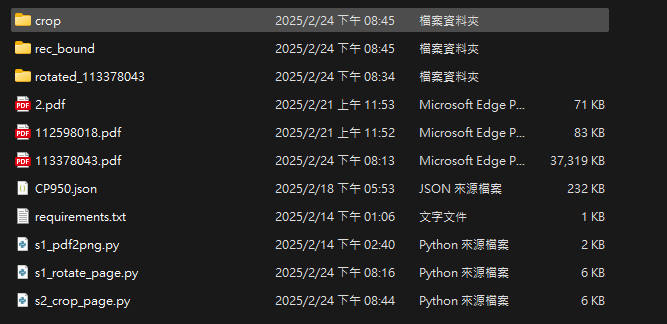 crop 2025/2/24 下午 08:45 檔案資料夾
rec_bound 2025/2/24 下午 08:45 檔案資料夾
rotated_113378043 2025/2/24 下午 08:34 檔案資料夾
2.pdf 2025/2/21 上午 11:53 Microsoft Edge P... 71 KB
112598018.pdf 2025/2/21 上午 11:52 Microsoft Edge P... 83 KB
113378043.pdf 2025/2/24 下午 08:13 Microsoft Edge P... 37,319 KB
CP950.json 2025/2/18 下午 05:53 JSON 來源檔案 232 KB
requirements.txt 2025/2/14 下午 01:06 文字文件 1 KB
s1_pdf2png.py 2025/2/14 下午 02:40 Python 來源檔案 2 KB
s1_rotate_page.py 2025/2/24 下午 08:16 Python 來源檔案 6 KB
s2_crop_page.py 2025/2/24 下午 08:44 Python 來源檔案 6 KB